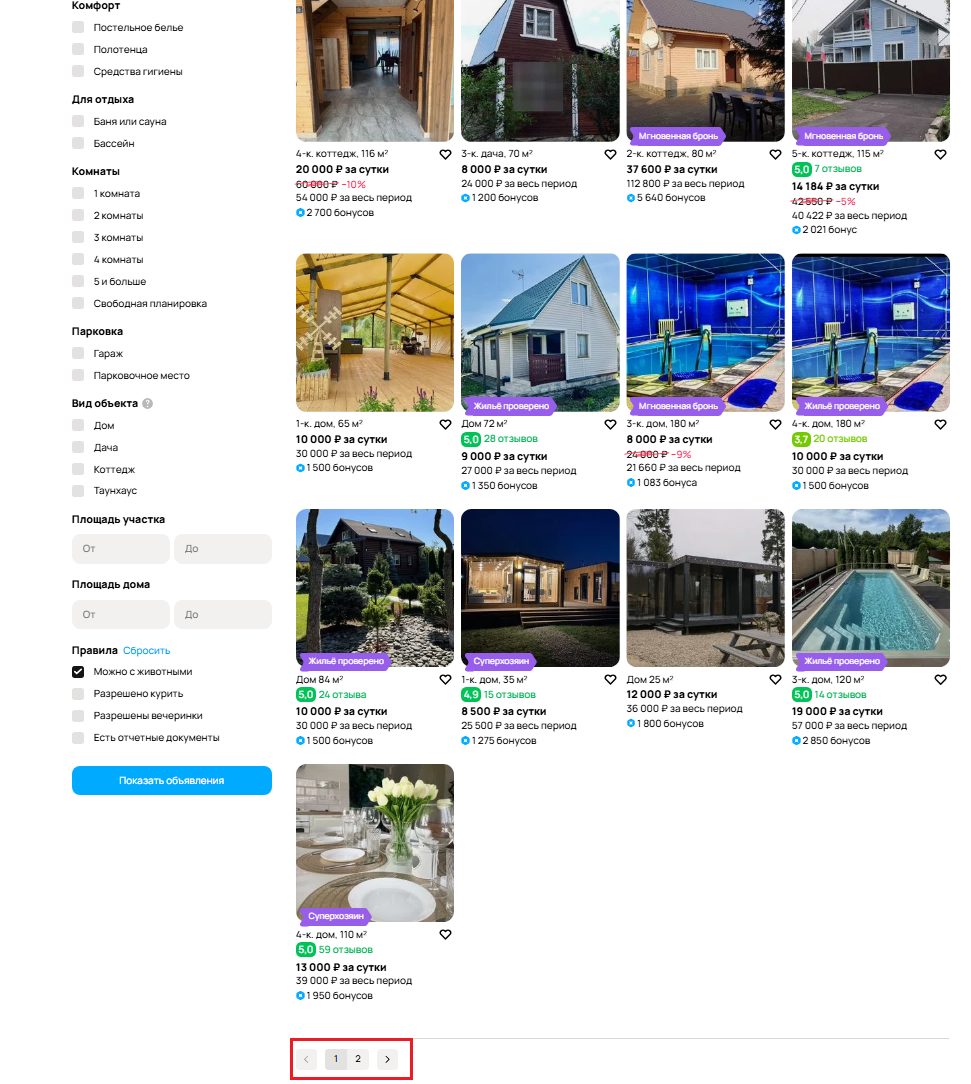 Комфорт
Постельное белье
Полотенца
Средства гигиены
Для отдыха
Баня или сауна
Бассейн
Комнаты
1 комната
2 комнаты
3 комнаты
4 комнаты
5 и больше
Свободная планировка
Парковка
Гараж
Парковочное место
Вид объекта ?
Дом
Дача
Коттедж
Таунхаус
Площадь участка
От
До
Площадь дома
От
До
Правила Сбросить
Можно с животными
Разрешено курить
Разрешены вечеринки
Есть отчетные документы
Показать объявления
4-к. коттедж, 116 м²
20 000 ₽ за сутки
60 000 ₽ −10%
54 000 ₽ за весь период
2 700 бонусов
3-к. дача, 70 м²
8 000 ₽ за сутки
24 000 ₽ за весь период
1 200 бонусов
Мгновенная бронь
2-к. коттедж, 80 м²
37 600 ₽ за сутки
112 800 ₽ за весь период
5 640 бонусов
Мгновенная бронь
5-к. коттедж, 115 м²
5,0 7 отзывов
14 184 ₽ за сутки
42 550 ₽ −5%
40 422 ₽ за весь период
2 021 бонус
1-к. дом, 65 м²
10 000 ₽ за сутки
30 000 ₽ за весь период
1 500 бонусов
Жильё проверено
Дом 72 м²
5,0 28 отзывов
9 000 ₽ за сутки
27 000 ₽ за весь период
1 350 бонусов
Мгновенная бронь
3-к. дом, 180 м²
8 000 ₽ за сутки
24 000 ₽ −9%
21 660 ₽ за весь период
1 083 бонуса
Жильё проверено
4-к. дом, 180 м²
3,7 20 отзывов
10 000 ₽ за сутки
30 000 ₽ за весь период
1 500 бонусов
Жильё проверено
Дом 84 м²
5,0 24 отзыва
10 000 ₽ за сутки
30 000 ₽ за весь период
1 500 бонусов
Суперхозяин
1-к. дом, 35 м²
4,9 15 отзывов
8 500 ₽ за сутки
25 500 ₽ за весь период
1 275 бонусов
Дом 25 м²
12 000 ₽ за сутки
36 000 ₽ за весь период
1 800 бонусов
Жильё проверено
3-к. дом, 120 м²
5,0 14 отзывов
19 000 ₽ за сутки
57 000 ₽ за весь период
2 850 бонусов
Суперхозяин
4-к. дом, 110 м²
5,0 59 отзывов
13 000 ₽ за сутки
39 000 ₽ за весь период
1 950 бонусов
1 2